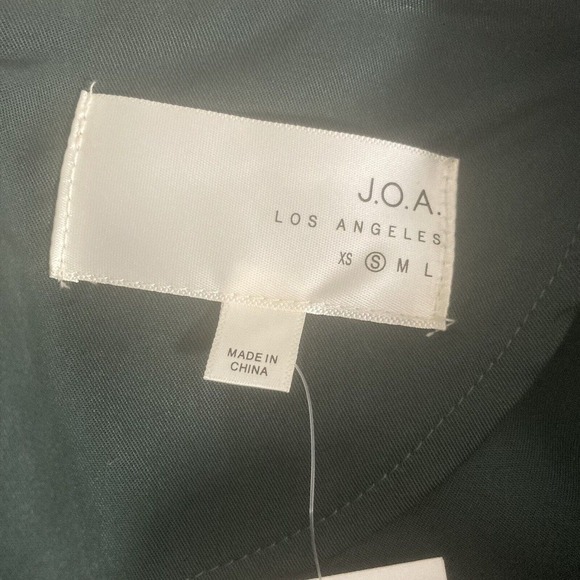 J.O.A.
LOS ANGELES
XS Ⓢ M L
MADE IN
CHINA